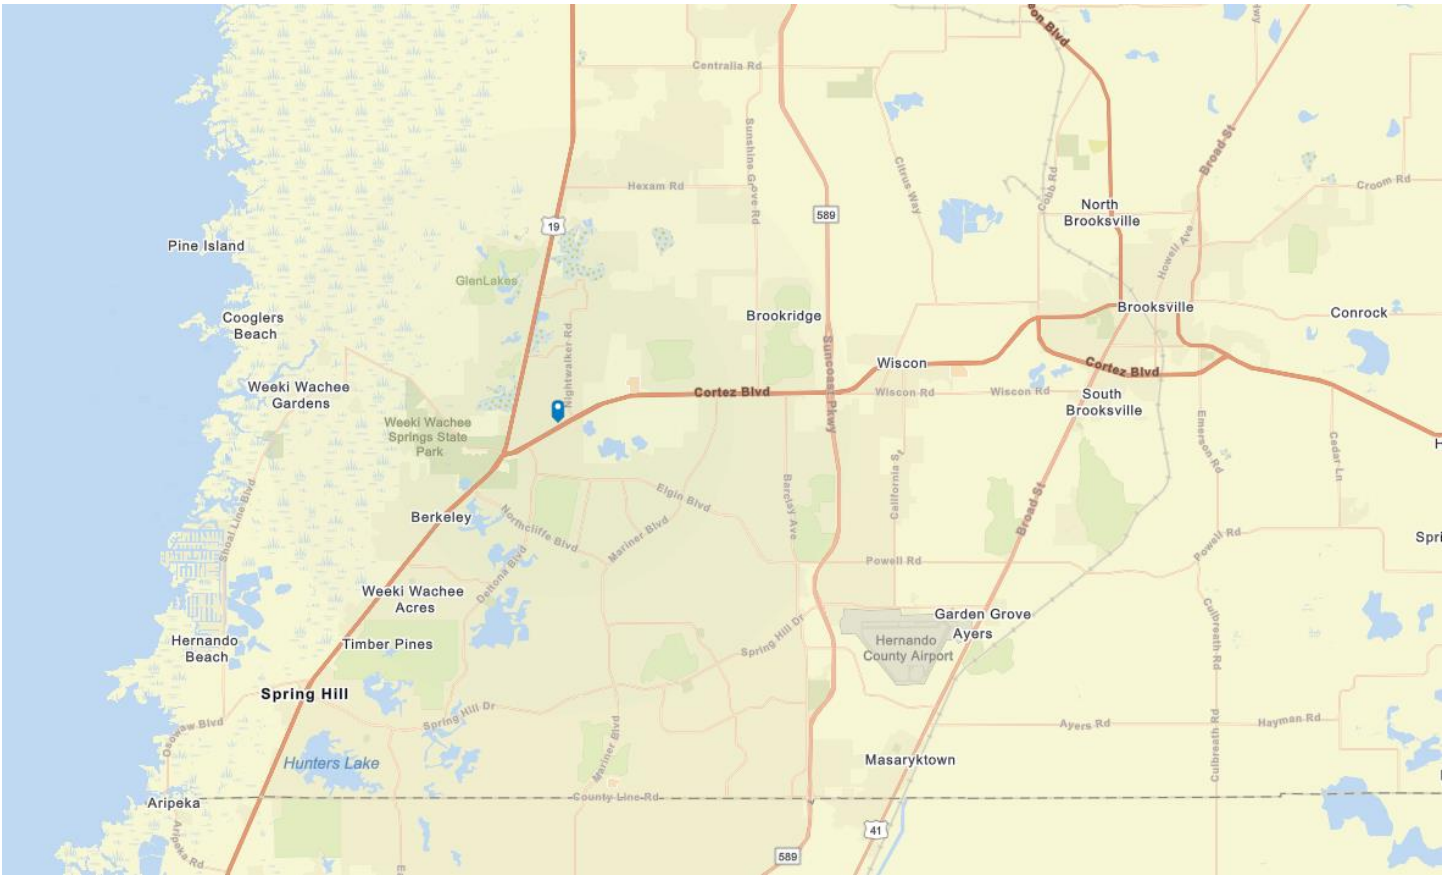 on Blvd
Hwy
Centralia Rd
Sunshine Grove Rd
Citrus Way
Cobb Rd
Broad St
Croom Rd
Hexam Rd
589
North
Brooksville
19
Pine Island
Howell Ave
GlenLakes
Brooksville
Cooglers
Beach
Brookridge
Conrock
Nightwalker Rd
Suncoast Pkwy
Wiscon
Cortez Blvd
Weeki Wachee
Gardens
Cortez Blvd
Wiscon Rd
Wiscon Rd
South
Brooksville
Weeki Wachee
Springs State
Park
Emerson Rd
H
Cedar Ln
California St
Barclay Ave
Elgin Blvd
Shoal Line Blvd
Berkeley
Northcliffe Blvd
Mariner Blvd
Broad St
Powell Rd
Spri
Powell Rd
Deltona Blvd
Weeki Wachee
Acres
Garden Grove
Ayers
Culbreath Rd
Hernando
Beach
Timber Pines
Spring Hill Dr
Hernando
County Airport
Spring Hill
Spring Hill Dr
Osowaw Blvd
Ayers Rd
Hayman Rd
Mariner Blvd
Culbreath Rd
Hunters Lake
Masaryktown
Aripeka
County Line Rd
Aripeka Rd
41
589